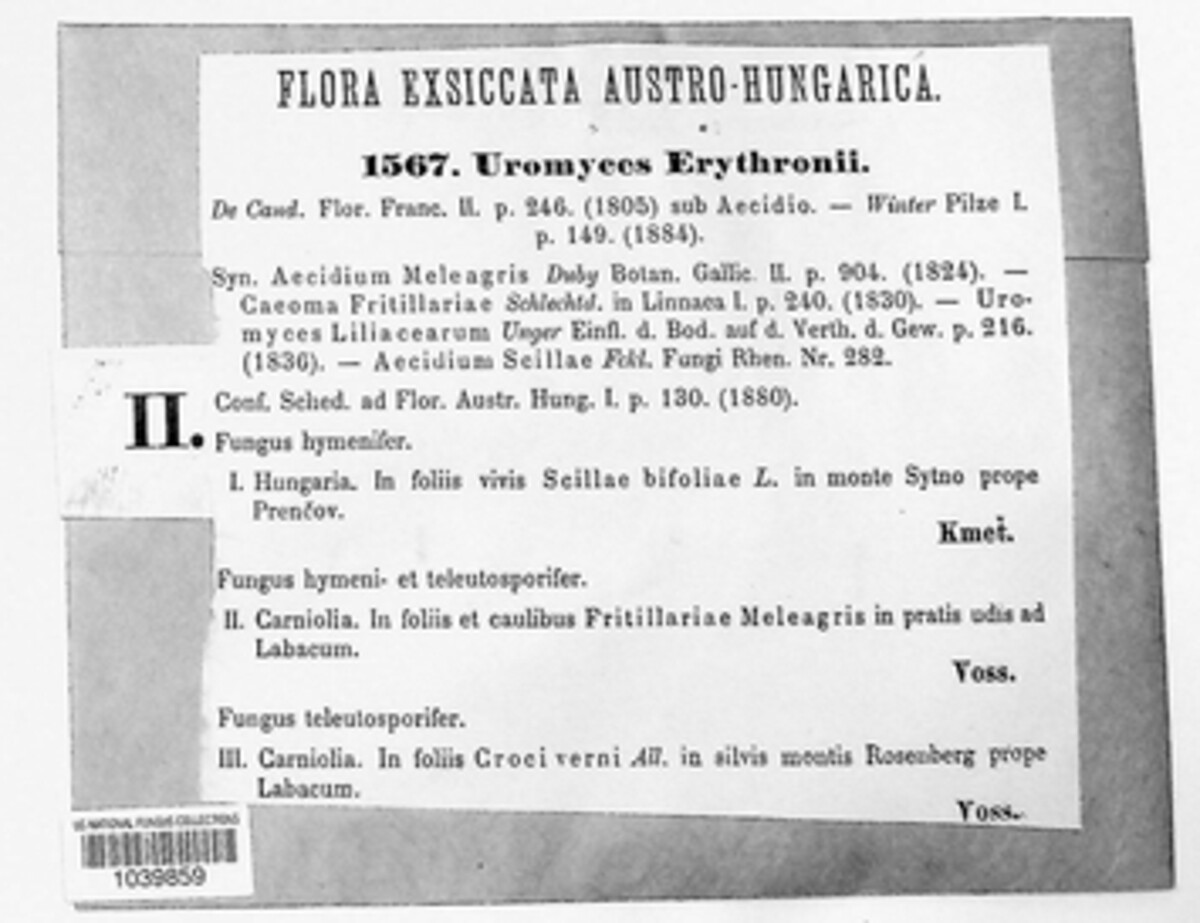 FLORA EXSICCATA AUSTRO-HUNGARICA.
1567. Uromyces Erythronii.
De Cand. Flor. Franc. II. p. 246. (1805) sub Aecidio. — Winter Pilze I.
p. 149. (1884).
Syn. Aecidium Meleagris Duby Botan. Gallic. II. p. 904. (1824). —
Caeoma Fritillariae Schlechtd. in Linnaea I. p. 240. (1830). — Uro-
myces Liliacearum Unger Einfl. d. Bod. auf d. Verth. d. Gew. p. 216.
(1836). — Aecidium Scillae Fckl. Fungi Rhen. Nr. 282.
II. Conf. Sched. ad Flor. Austr. Hung. I. p. 130. (1880).
Fungus hymenifer.
I. Hungaria. In foliis vivis Scillae bifoliae L. in monte Sytno prope
Prenčov.
Kmeť.
Fungus hymeni- et teleutosporifer.
II. Carniolia. In foliis et caulibus Fritillariae Meleagris in pratis udis ad
Labacum.
Voss.
Fungus teleutosporifer.
III. Carniolia. In foliis Croci verni All. in silvis montis Rosenberg prope
Labacum.
Voss.
US NATIONAL FUNGUS COLLECTIONS
1039859